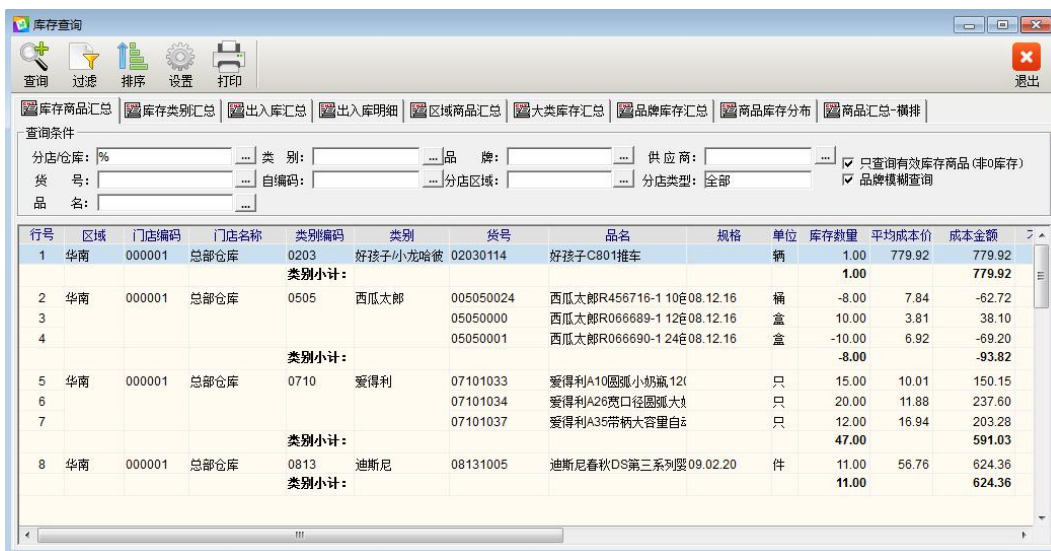 库存查询
查询 过滤 排序 设置 打印 退出
库存商品汇总 库存类别汇总 出入库汇总 出入库明细 区域商品汇总 大类库存汇总 品牌库存汇总 商品库存分布 商品汇总-横排
查询条件
分店/仓库: % ... 类 别: ... 品 牌: ... 供应商: ... 只查询有效库存商品(非0库存)
货 号: ... 自编码: ... 分店区域: ... 分店类型: 全部 品牌模糊查询
品 名: ...
行号 区域 门店编码 门店名称 类别编码 类别 货号 品名 规格 单位 库存数量 平均成本价 成本金额
1 华南 000001 总部仓库 0203 好孩子/小龙哈彼 02030114 好孩子C801推车 辆 1.00 779.92 779.92
类别小计: 1.00 779.92
2 华南 000001 总部仓库 0505 西瓜太郎 005050024 西瓜太郎R456716-1 10色 08.12.16 桶 -8.00 7.84 -62.72
3 05050000 西瓜太郎R066689-1 12色 08.12.16 盒 10.00 3.81 38.10
4 05050001 西瓜太郎R066690-1 24色 08.12.16 盒 -10.00 6.92 -69.20
类别小计: -8.00 -93.82
5 华南 000001 总部仓库 0710 爱得利 07101033 爱得利A10圆弧小奶瓶120 只 15.00 10.01 150.15
6 07101034 爱得利A26宽口径圆弧大 只 20.00 11.88 237.60
7 07101037 爱得利A35带柄大容量自 只 12.00 16.94 203.28
类别小计: 47.00 591.03
8 华南 000001 总部仓库 0813 迪斯尼 08131005 迪斯尼春秋DS第三系列婴 09.02.20 件 11.00 56.76 624.36
类别小计: 11.00 624.36